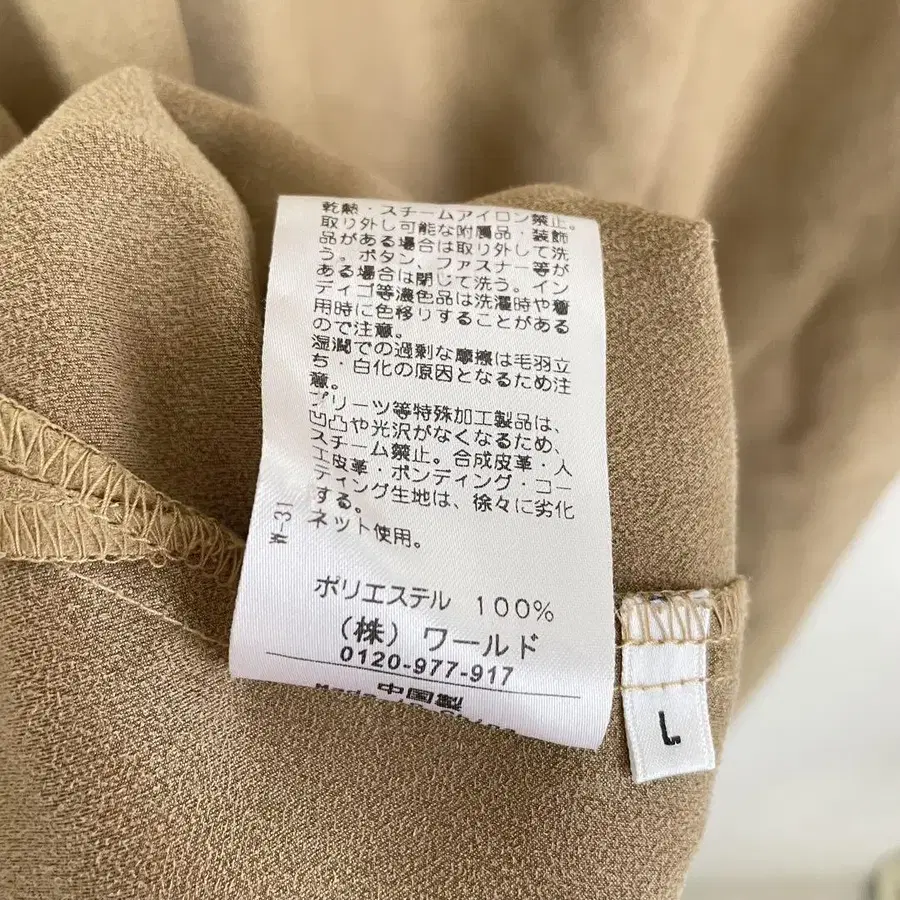 乾熱・スチームアイロン禁止。
取り外し可能な附属品・装飾
品がある場合は取り外して洗
う。ボタン、ファスナー等が
ある場合は閉じて洗う。イン
ディゴ等濃色品は洗濯時や着
用時に色移りすることがある
ので注意。
湿潤での過剰な摩擦は毛羽立
ち・白化の原因となるため注
意。
プリーツ等特殊加工製品は、
凹凸や光沢がなくなるため、
スチーム禁止。合成皮革・人
工皮革・ボンディング・コー
ティング生地は、徐々に劣化
する。
ネット使用。
W-31
ポリエステル 100%
(株) ワールド
0120-977-917
中国製
Made in China
L